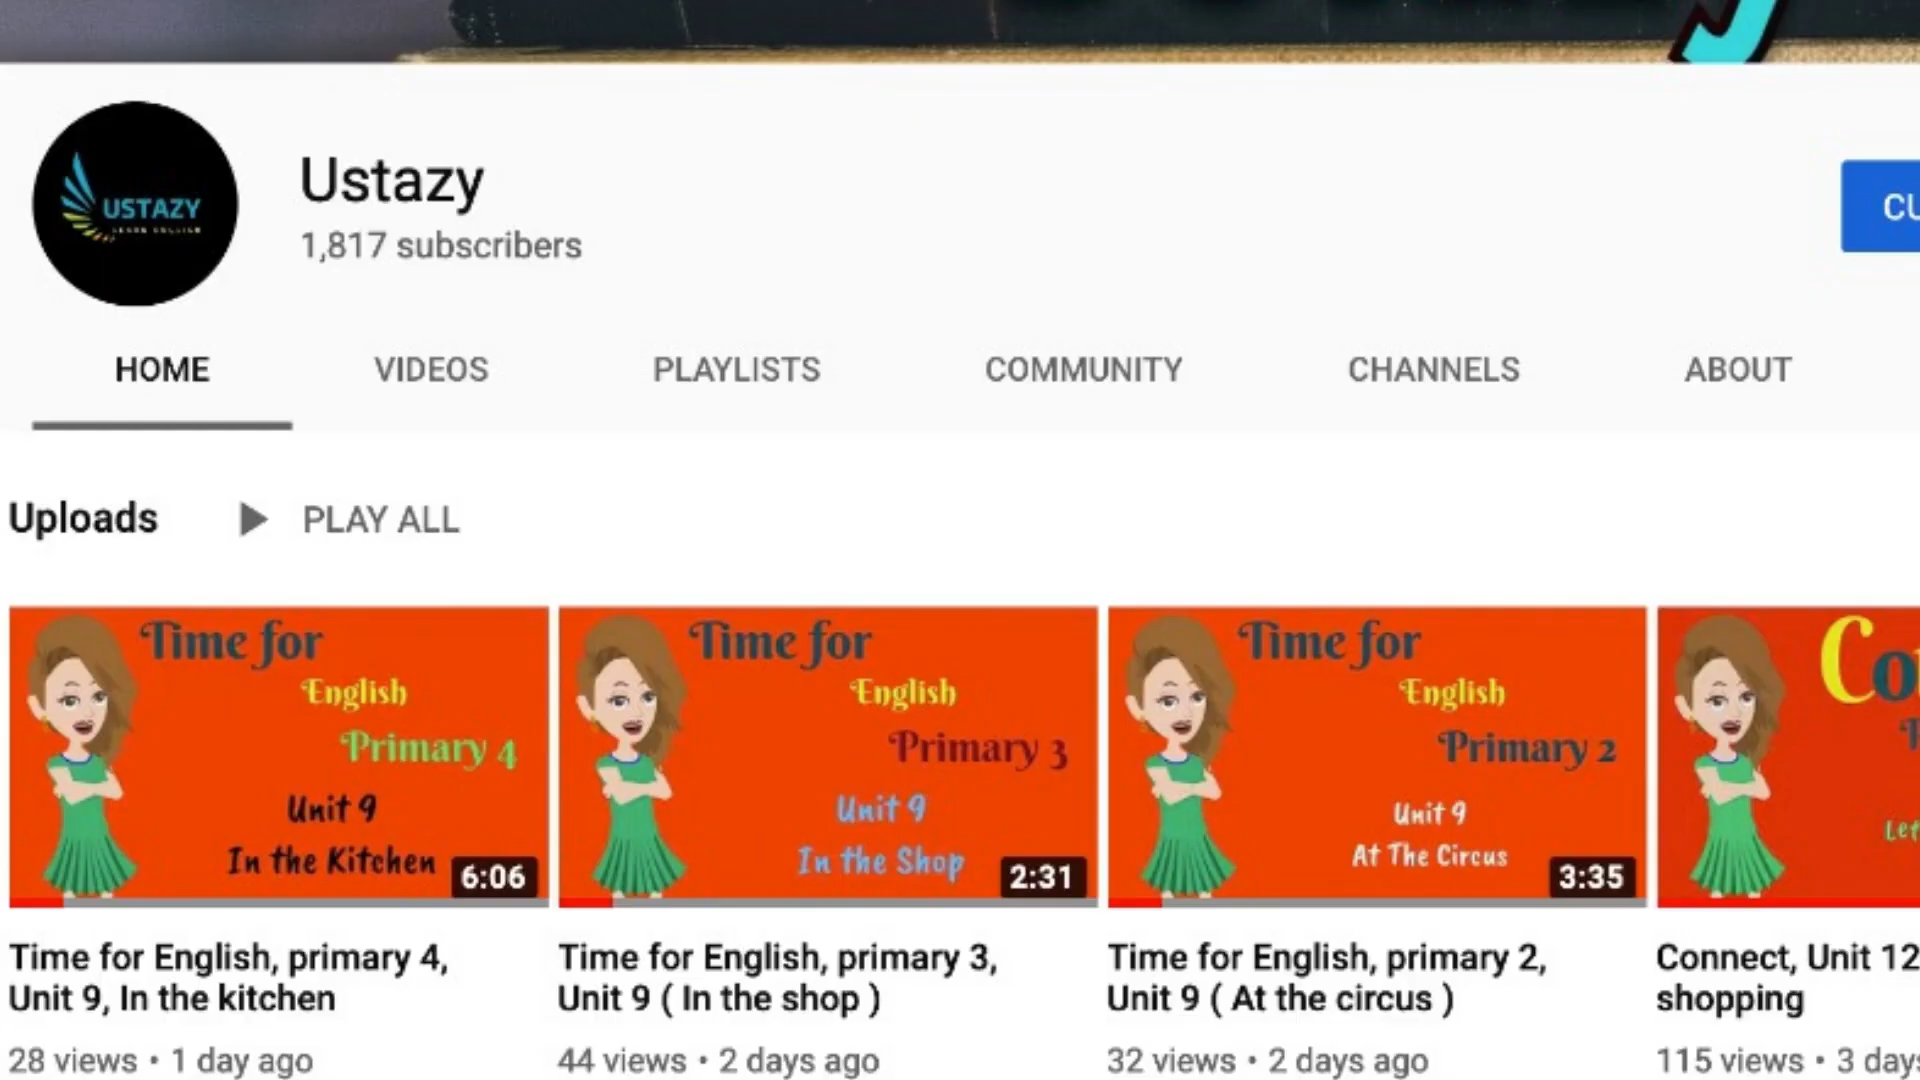 USTAZY
LEARN ENGLISH
Ustazy
1,817 subscribers
CU
HOME VIDEOS PLAYLISTS COMMUNITY CHANNELS ABOUT
Uploads PLAY ALL
Time for
English
Primary 4
Unit 9
In the Kitchen
6:06
Time for English, primary 4,
Unit 9, In the kitchen
28 views • 1 day ago
Time for
English
Primary 3
Unit 9
In the Shop
2:31
Time for English, primary 3,
Unit 9 ( In the shop )
44 views • 2 days ago
Time for
English
Primary 2
Unit 9
At The Circus
3:35
Time for English, primary 2,
Unit 9 ( At the circus )
32 views • 2 days ago
Co
Let
Connect, Unit 12
shopping
115 views • 3 days